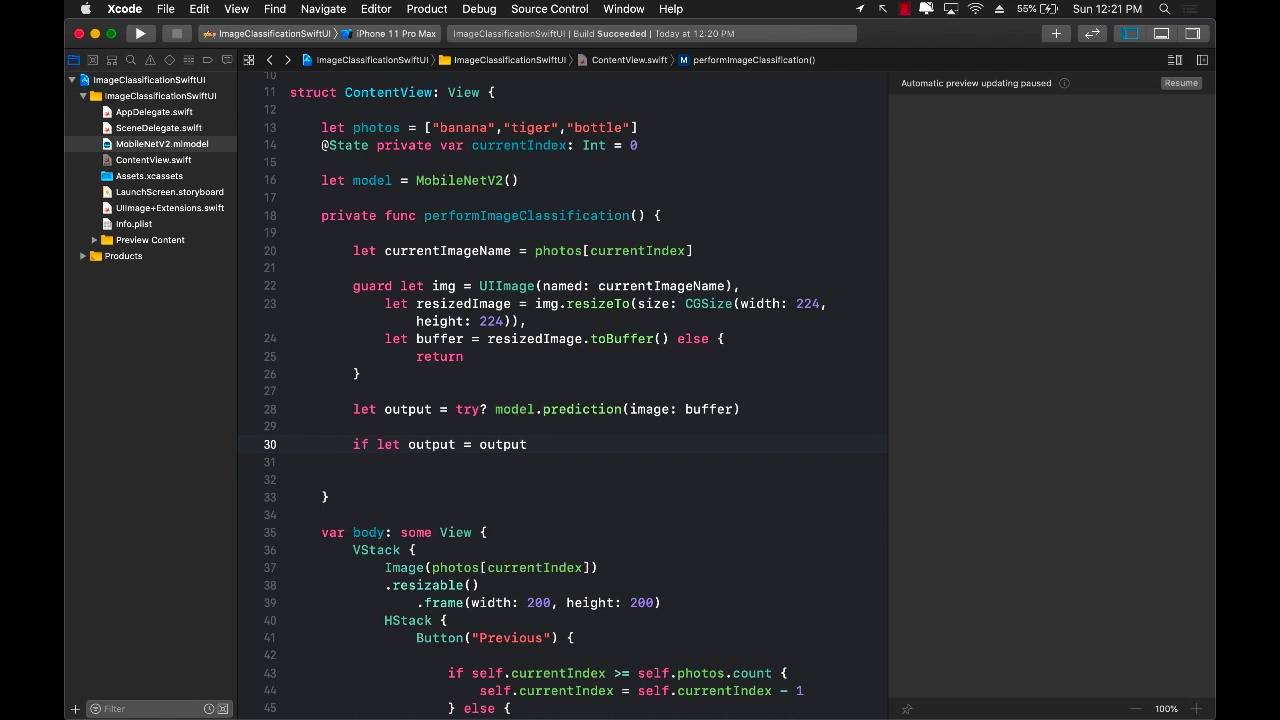 Xcode File Edit View Find Navigate Editor Product Debug Source Control Window Help 55% Sun 12:21 PM
ImageClassificationSwiftUI iPhone 11 Pro Max ImageClassificationSwiftUI | Build Succeeded | Today at 12:20 PM
ImageClassificationSwiftUI ImageClassificationSwiftUI ContentView.swift M performImageClassification()
ImageClassificationSwiftUI
ImageClassificationSwiftUI
AppDelegate.swift
SceneDelegate.swift
MobileNetV2.mlmodel
ContentView.swift
Assets.xcassets
LaunchScreen.storyboard
UIImage+Extensions.swift
Info.plist
Preview Content
Products
Filter
10
11 struct ContentView: View {
12
13 let photos = ["banana","tiger","bottle"]
14 @State private var currentIndex: Int = 0
15
16 let model = MobileNetV2()
17
18 private func performImageClassification() {
19
20 let currentImageName = photos[currentIndex]
21
22 guard let img = UIImage(named: currentImageName),
23 let resizedImage = img.resizeTo(size: CGSize(width: 224,
height: 224)),
24 let buffer = resizedImage.toBuffer() else {
25 return
26 }
27
28 let output = try? model.prediction(image: buffer)
29
30 if let output = output
31
32
33 }
34
35 var body: some View {
36 VStack {
37 Image(photos[currentIndex])
38 .resizable()
39 .frame(width: 200, height: 200)
40 HStack {
41 Button("Previous") {
42
43 if self.currentIndex >= self.photos.count {
44 self.currentIndex = self.currentIndex - 1
45 } else {
Automatic preview updating paused Resume
100%